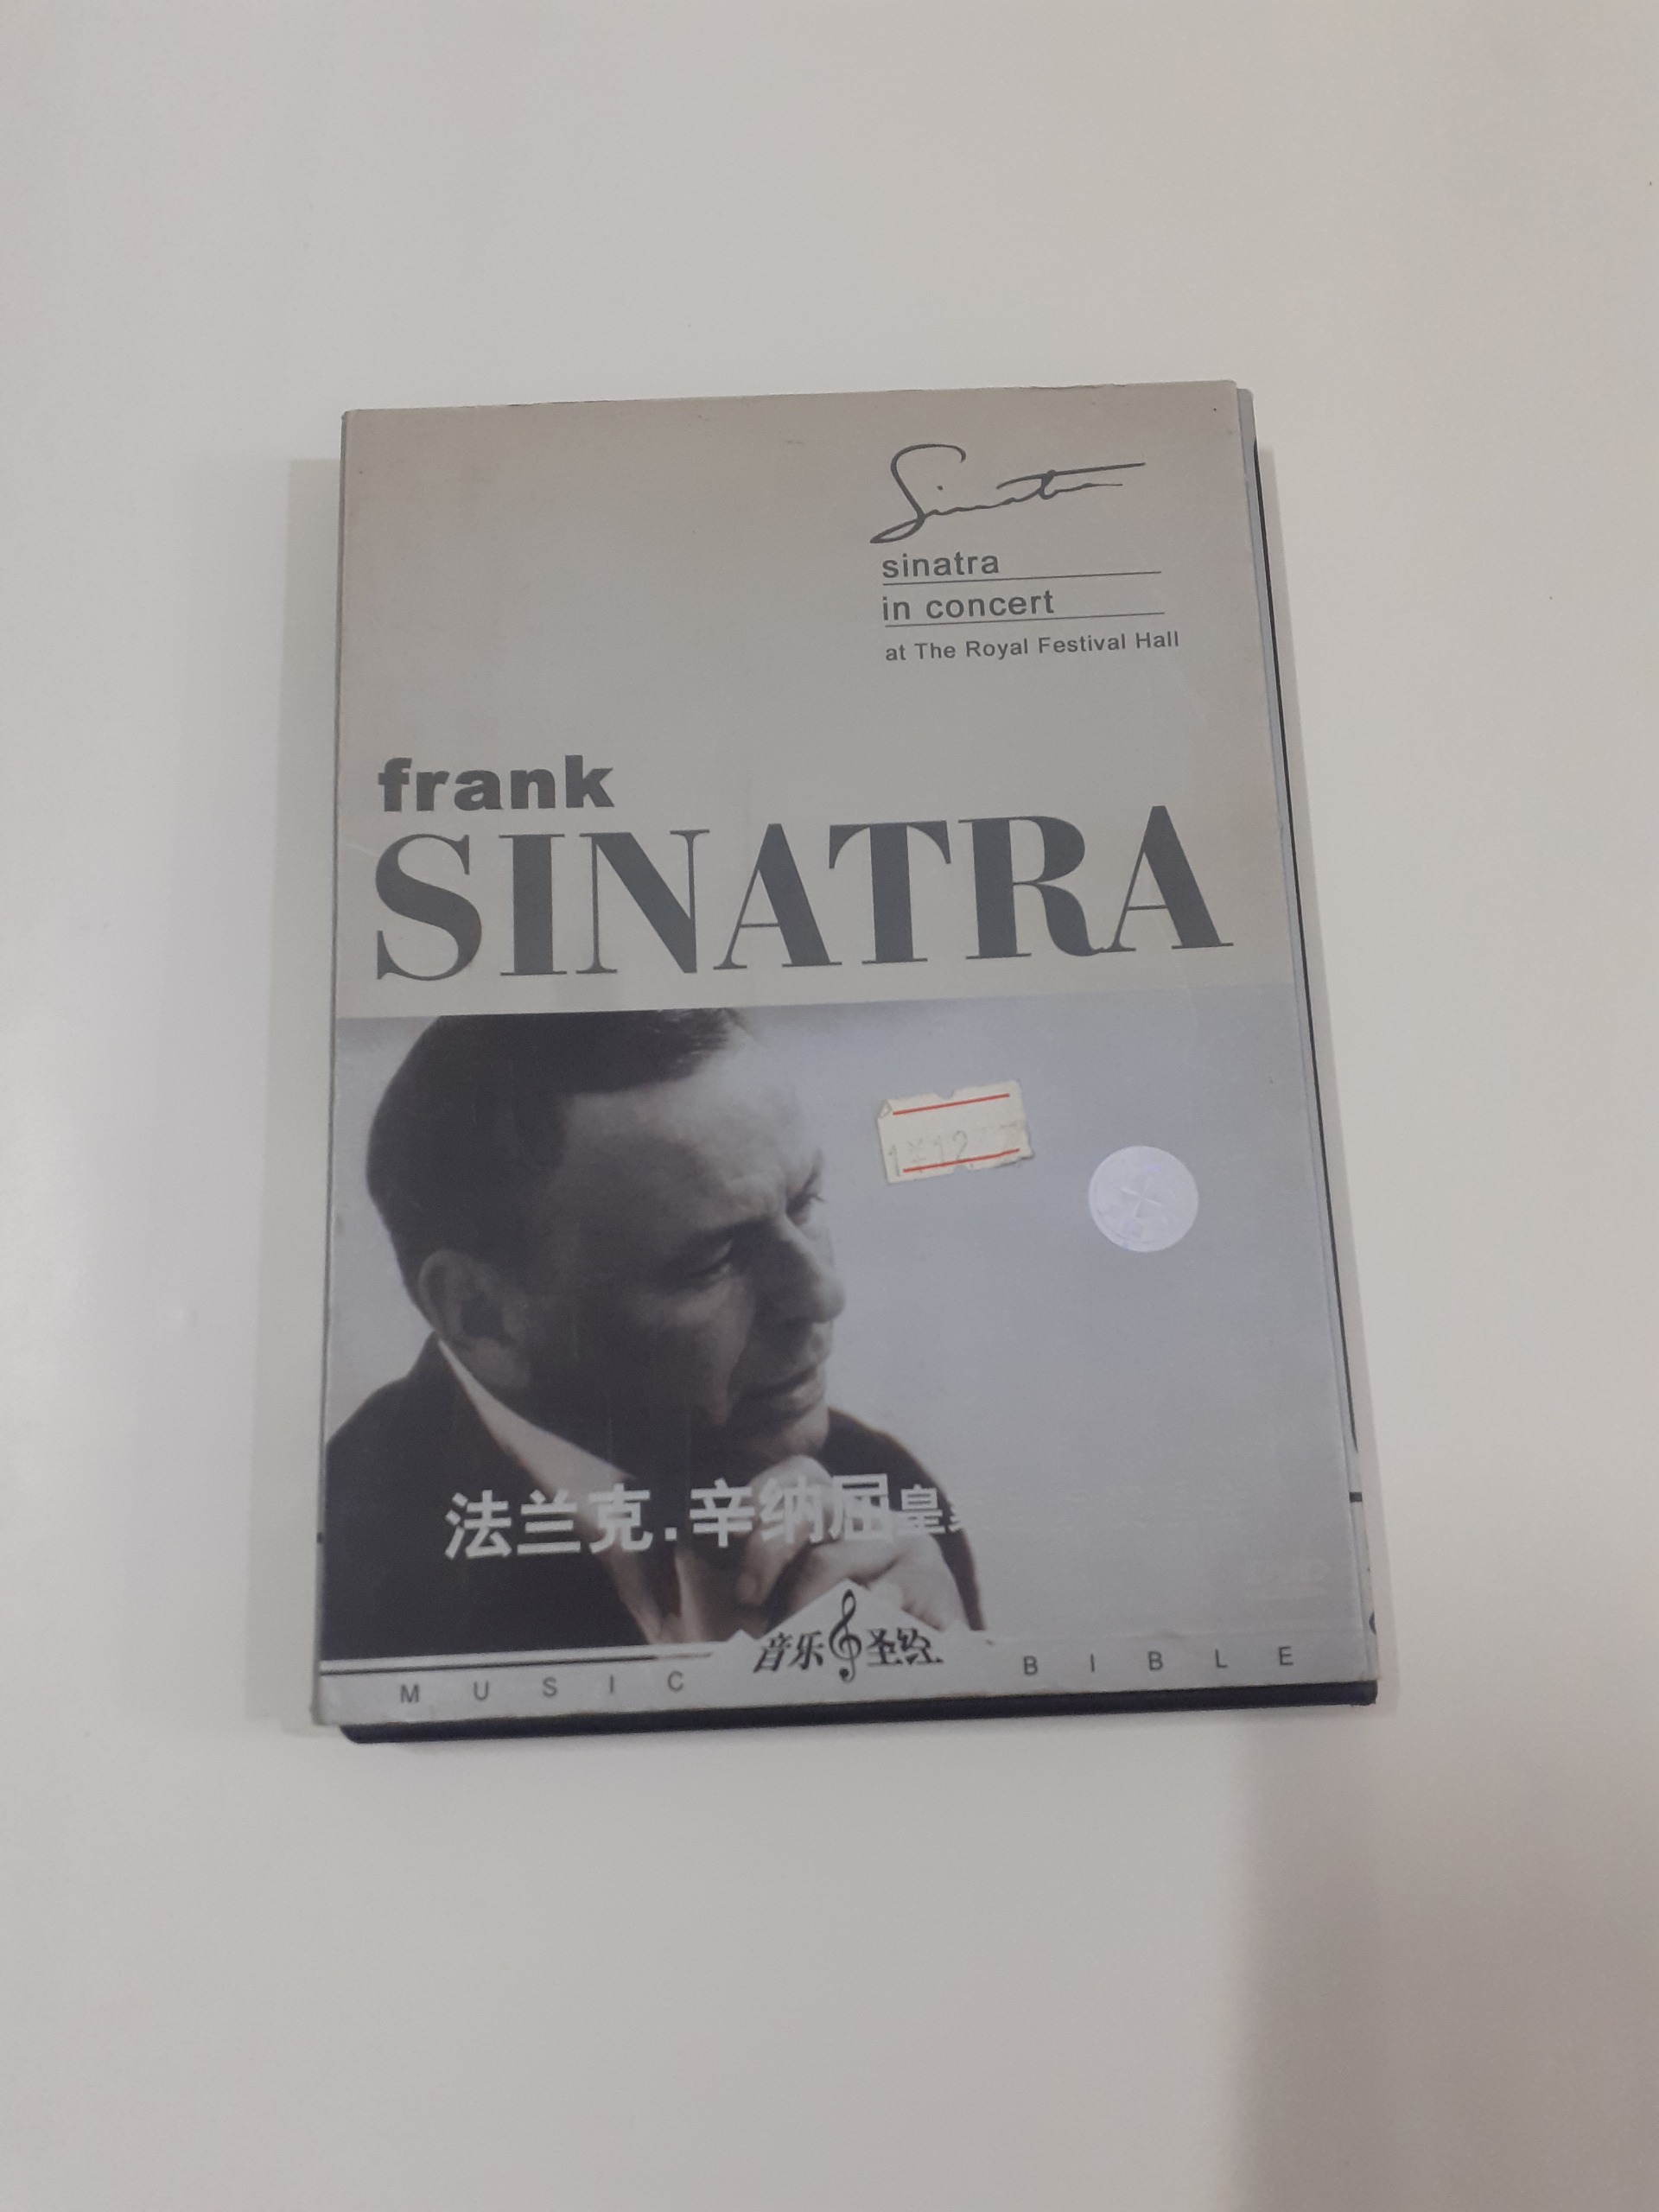 Sinatra
sinatra
in concert
at The Royal Festival Hall
frank
SINATRA
法兰克.辛纳屈皇
音乐圣经
MUSIC BIBLE